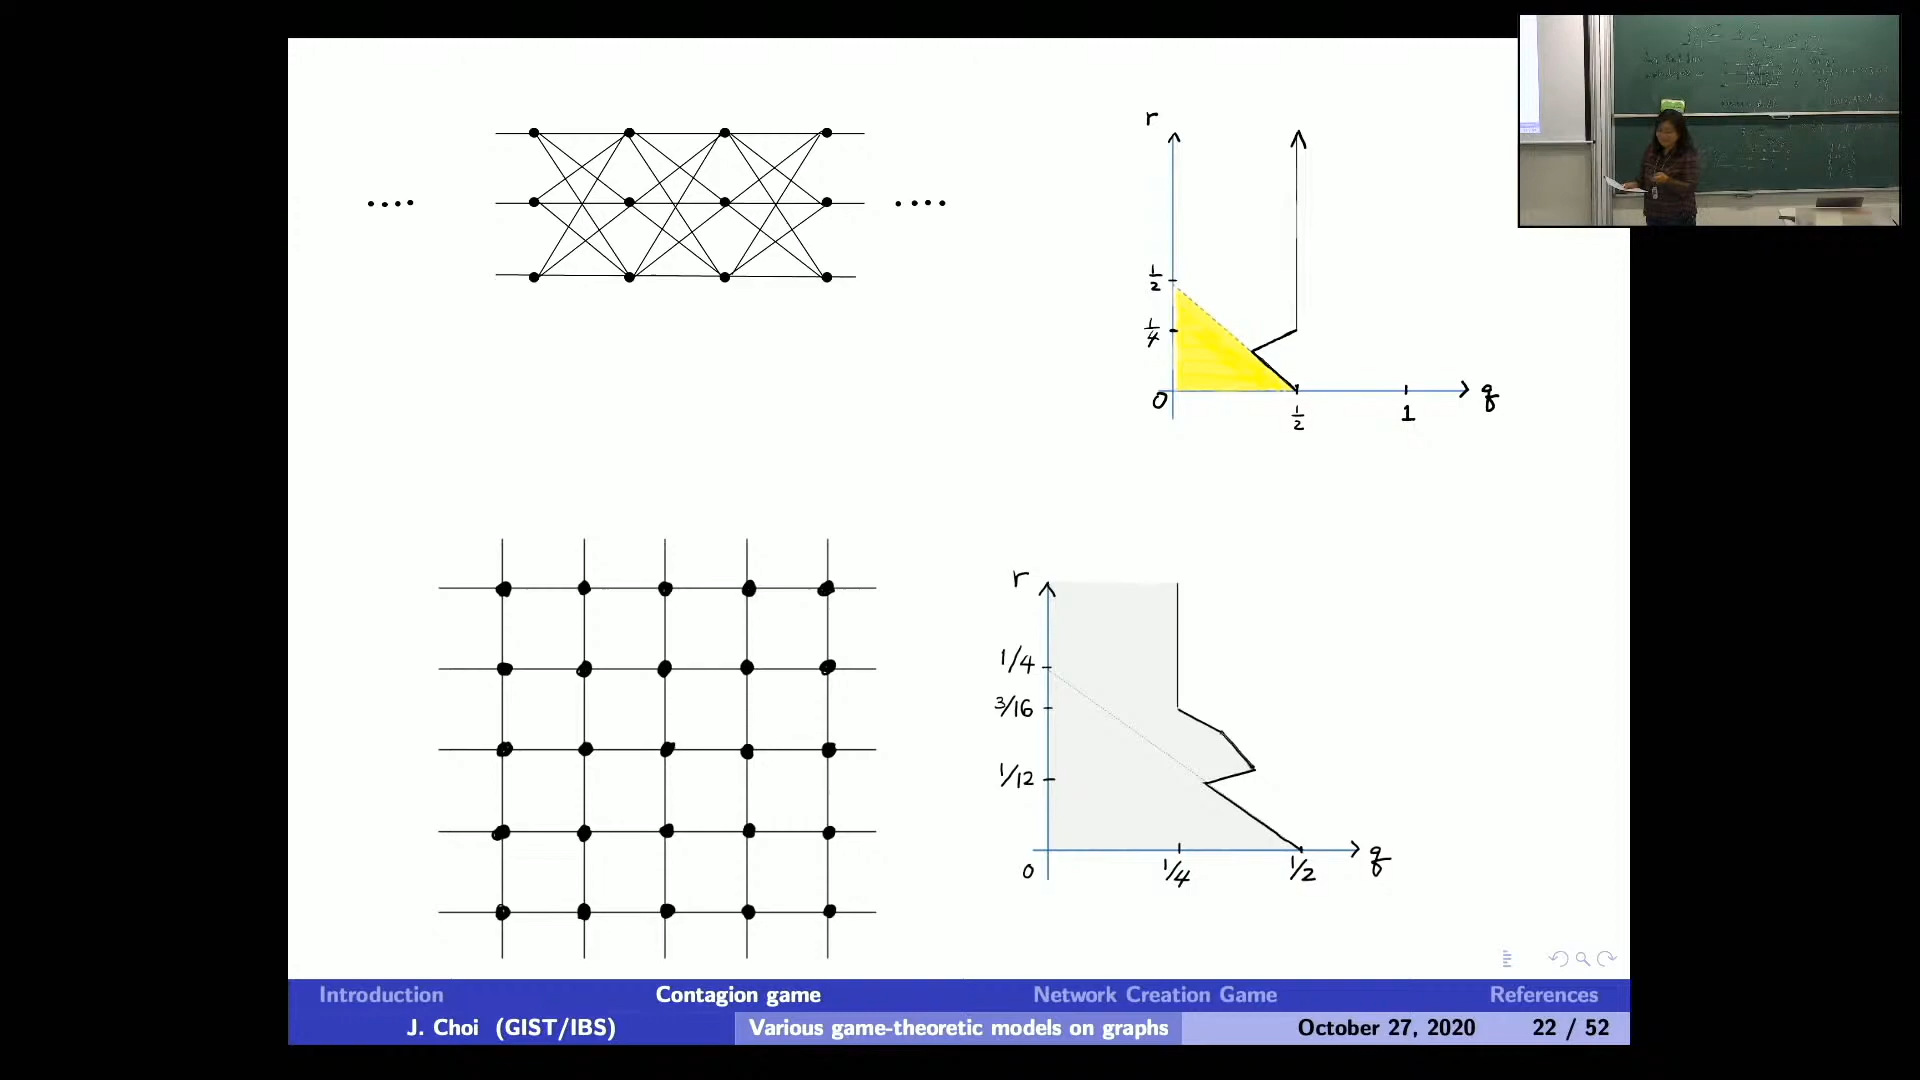 r
1/2
1/4
0
1/2
1
q
r
1/4
3/16
1/12
0
1/4
1/2
q
Introduction Contagion game Network Creation Game References
J. Choi (GIST/IBS) Various game-theoretic models on graphs October 27, 2020 22 / 52